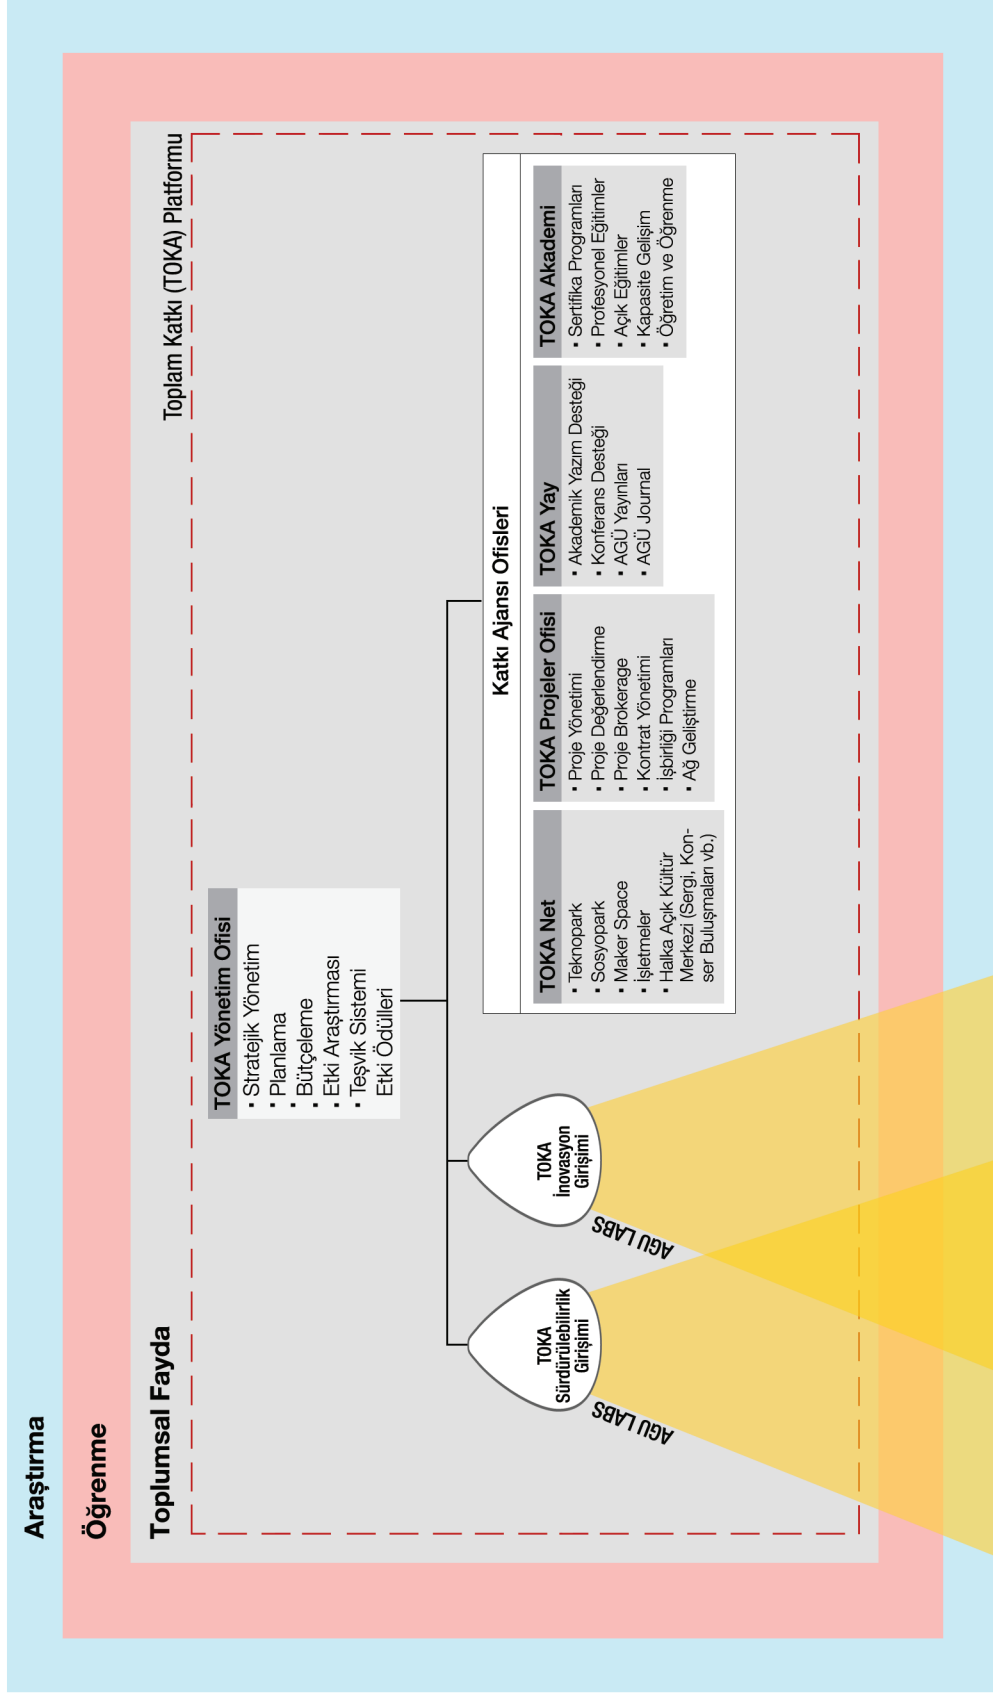 Araştırma
Öğrenme
Toplumsal Fayda
Toplam Katkı (TOKA) Platformu
TOKA Yönetim Ofisi
▪ Stratejik Yönetim
▪ Planlama
▪ Bütçeleme
▪ Etki Araştırması
▪ Teşvik Sistemi
Etki Ödülleri
TOKA
Sürdürülebilirlik
Girişimi
AGU LABS
TOKA
İnovasyon
Girişimi
AGU LABS
Katkı Ajansı Ofisleri
TOKA Net
▪ Teknopark
▪ Sosyopark
▪ Maker Space
▪ İşletmeler
▪ Halka Açık Kültür
Merkezi (Sergi, Kon-
ser Buluşmaları vb.)
TOKA Projeler Ofisi
▪ Proje Yönetimi
▪ Proje Değerlendirme
▪ Proje Brokerage
▪ Kontrat Yönetimi
▪ İşbirliği Programları
▪ Ağ Geliştirme
TOKA Yay
▪ Akademik Yazım Desteği
▪ Konferans Desteği
▪ AGÜ Yayınları
▪ AGÜ Journal
TOKA Akademi
▪ Sertifika Programları
▪ Profesyonel Eğitimler
▪ Açık Eğitimler
▪ Kapasite Gelişim
▪ Öğretim ve Öğrenme